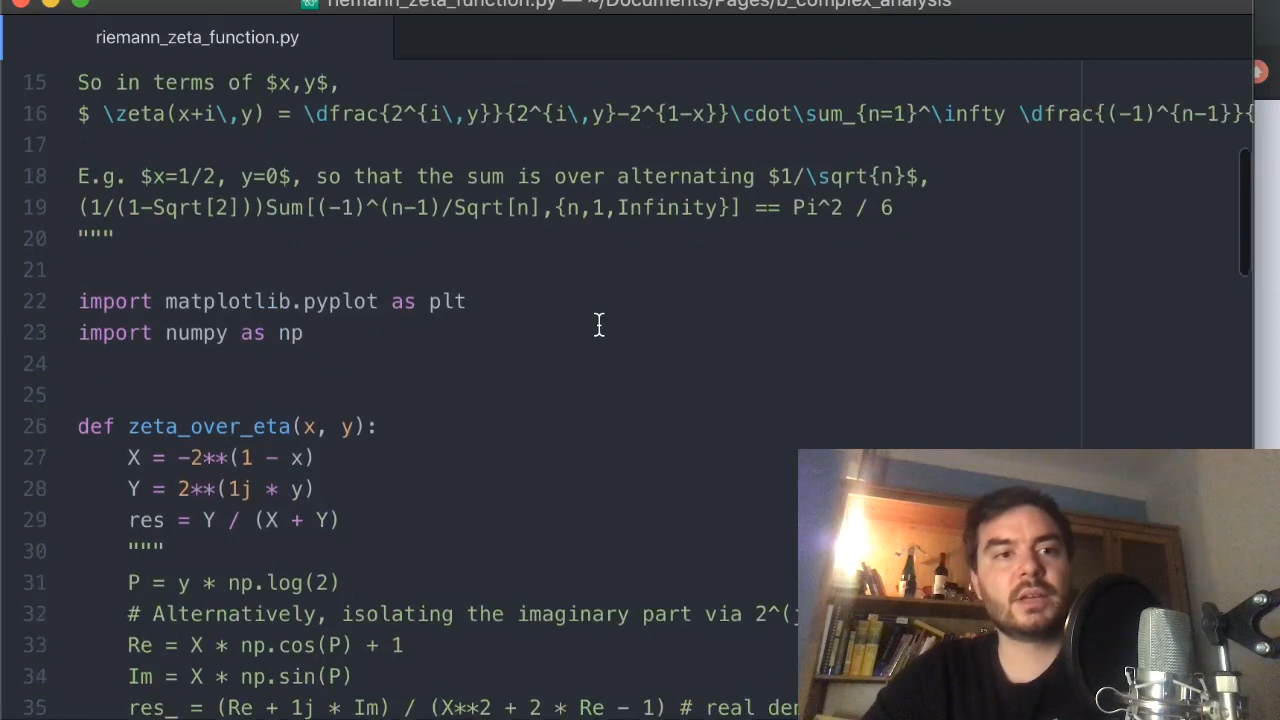 riemann_zeta_function.py — ~/Documents/Pages/b_complex_analysis
riemann_zeta_function.py
15 So in terms of $x,y$,
16 $ \zeta(x+i\,y) = \dfrac{2^{i\,y}}{2^{i\,y}-2^{1-x}}\cdot\sum_{n=1}^\infty \dfrac{(-1)^{n-1}}{
17
18 E.g. $x=1/2, y=0$, so that the sum is over alternating $1/\sqrt{n}$,
19 (1/(1-Sqrt[2]))Sum[(-1)^(n-1)/Sqrt[n],{n,1,Infinity}] == Pi^2 / 6
20 """
21
22 import matplotlib.pyplot as plt
23 import numpy as np
24
25
26 def zeta_over_eta(x, y):
27 X = -2**(1 - x)
28 Y = 2**(1j * y)
29 res = Y / (X + Y)
30 """
31 P = y * np.log(2)
32 # Alternatively, isolating the imaginary part via 2^(
33 Re = X * np.cos(P) + 1
34 Im = X * np.sin(P)
35 res_ = (Re + 1j * Im) / (X**2 + 2 * Re - 1) # real